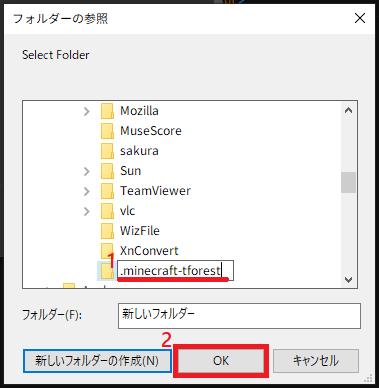 フォルダーの参照
Select Folder
Mozilla
MuseScore
sakura
Sun
TeamViewer
vlc
WizFile
XnConvert
1
.minecraft-tforest
フォルダー(F):
新しいフォルダー
2
新しいフォルダーの作成(N)
OK
キャンセル